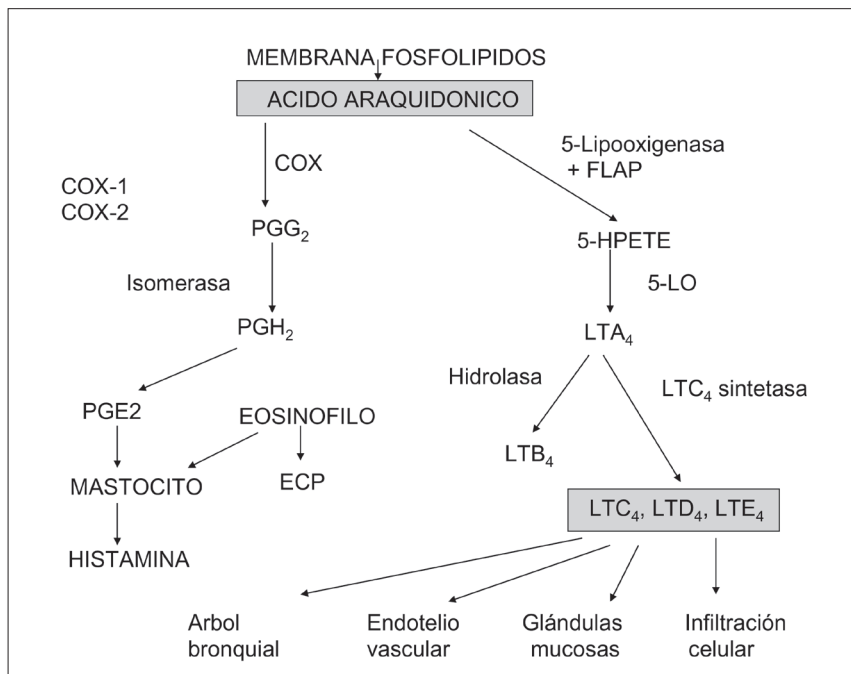 MEMBRANA FOSFOLIPIDOS
ACIDO ARAQUIDONICO
COX
5-Lipooxigenasa
+ FLAP
COX-1
COX-2
PGG₂
5-HPETE
Isomerasa
5-LO
PGH₂
LTA₄
Hidrolasa
LTC₄ sintetasa
PGE2
EOSINOFILO
LTB₄
MASTOCITO
ECP
LTC₄, LTD₄, LTE₄
HISTAMINA
Arbol
bronquial
Endotelio
vascular
Glándulas
mucosas
Infiltración
celular